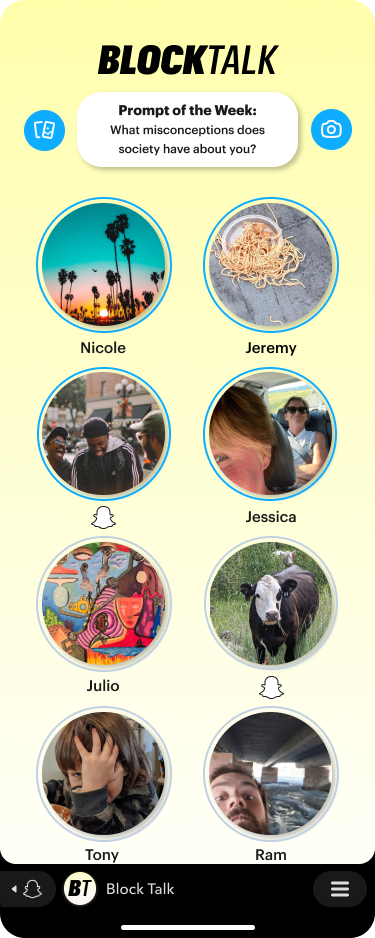 BLOCKTALK
Prompt of the Week:
What misconceptions does
society have about you?
Nicole
Jeremy
Jessica
Julio
Tony
Ram
BT
Block Talk